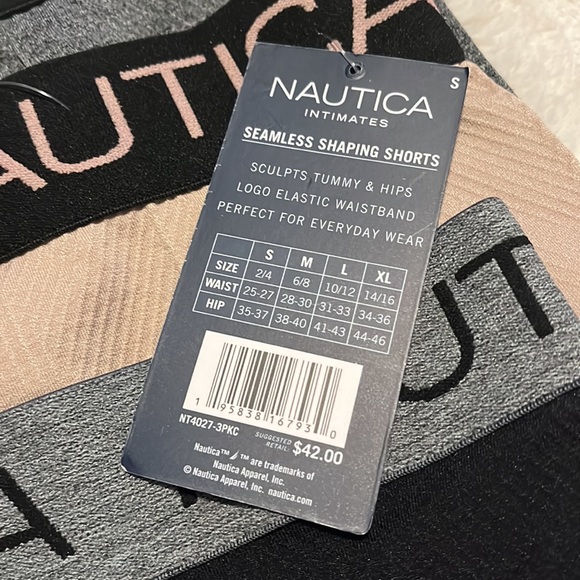 NAUTICA
S
NAUTICA
INTIMATES
SEAMLESS SHAPING SHORTS
SCULPTS TUMMY & HIPS
LOGO ELASTIC WAISTBAND
PERFECT FOR EVERYDAY WEAR
S M L XL
SIZE 2/4 6/8 10/12 14/16
WAIST 25-27 28-30 31-33 34-36
HIP 35-37 38-40 41-43 44-46
1 95838 16793 0
NT4027-3PKC SUGGESTED RETAIL: $42.00
Nautica™ ™ are trademarks of
Nautica Apparel, Inc.
© Nautica Apparel, Inc. nautica.com
A UT